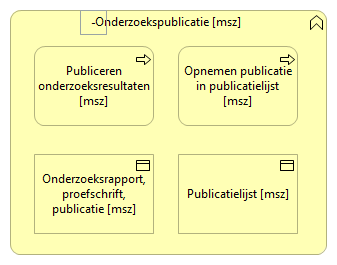 -Onderzoekspublicatie [msz]
Publiceren
onderzoeksresultaten
[msz]
Opnemen publicatie
in publicatielijst
[msz]
Onderzoeksrapport,
proefschrift,
publicatie [msz]
Publicatielijst [msz]